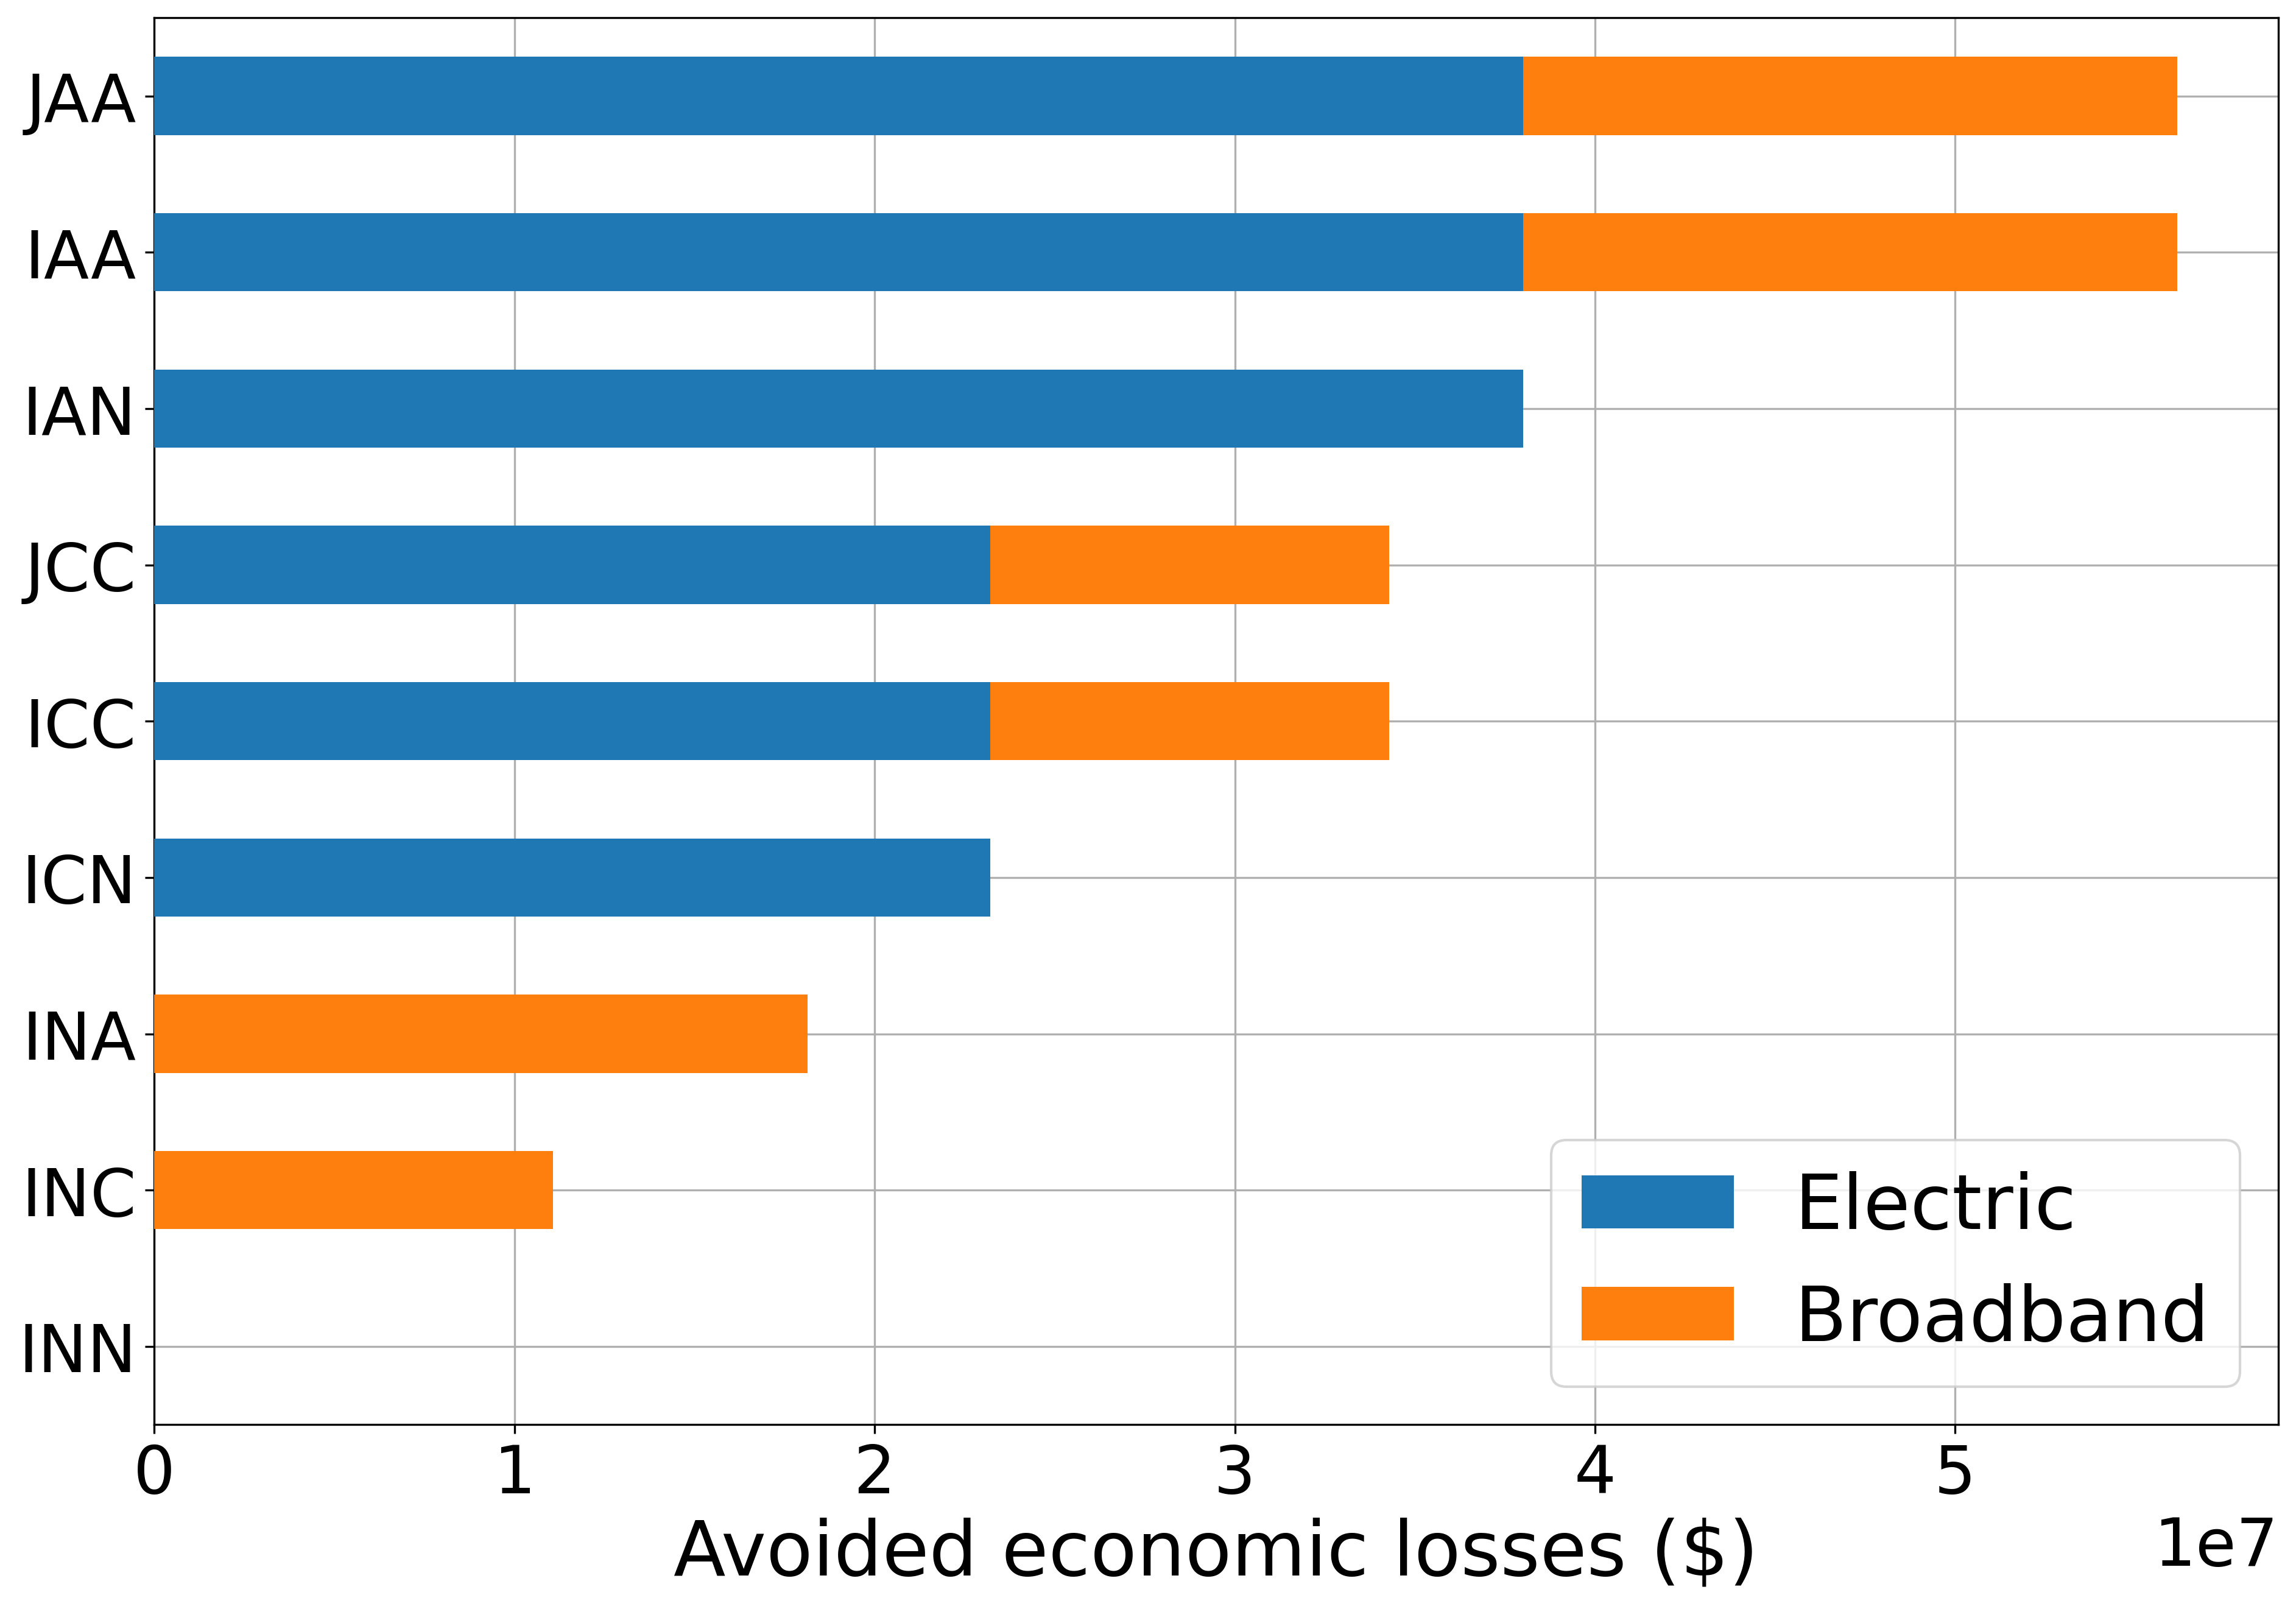 JAA
IAA
IAN
JCC
ICC
ICN
INA
INC
INN
Electric
Broadband
0 1 2 3 4 5
Avoided economic losses ($)
1e7